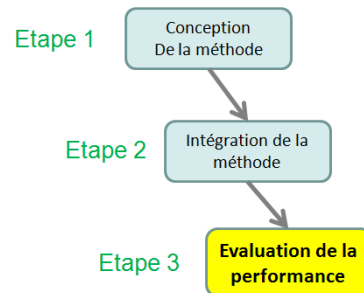 Etape 1
Conception
De la méthode
Etape 2
Intégration de la
méthode
Etape 3
Evaluation de la
performance